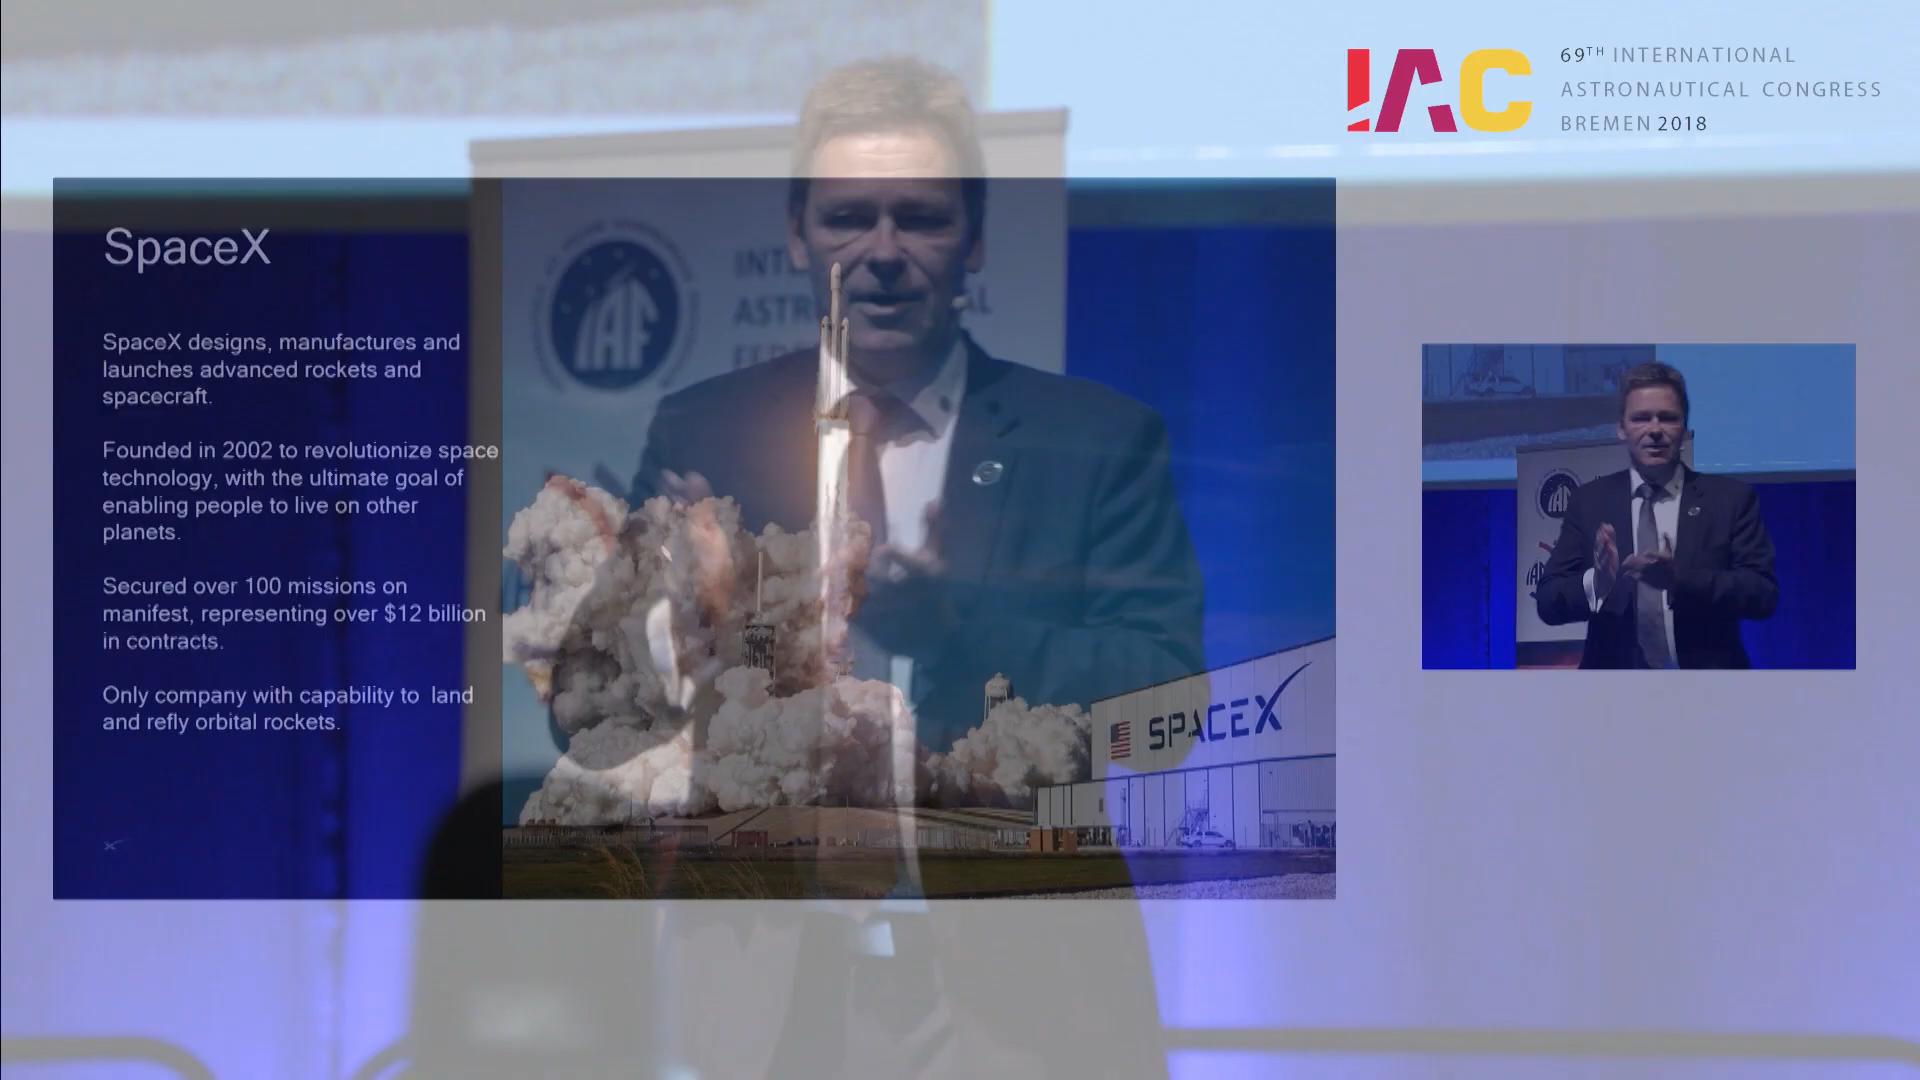 IAC
69TH INTERNATIONAL
ASTRONAUTICAL CONGRESS
BREMEN 2018
SpaceX
SpaceX designs, manufactures and
launches advanced rockets and
spacecraft.
Founded in 2002 to revolutionize space
technology, with the ultimate goal of
enabling people to live on other
planets.
Secured over 100 missions on
manifest, representing over $12 billion
in contracts.
Only company with capability to  land
and refly orbital rockets.
IAF
SPACEX
IAF